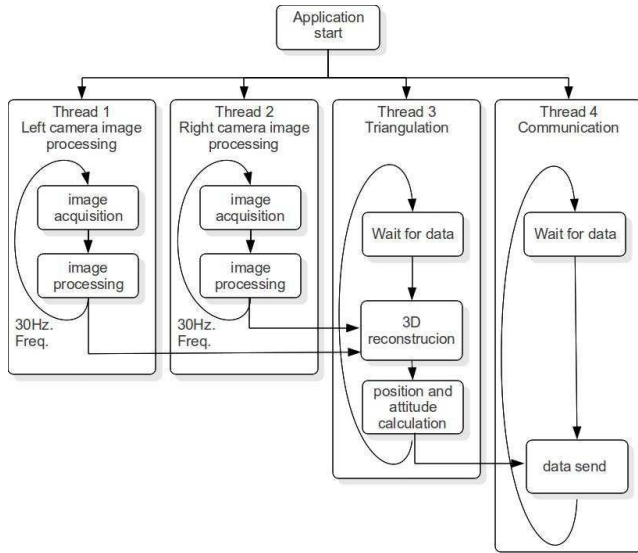 Application
start
Thread 1
Left camera image
processing
image
acquisition
image
processing
30Hz.
Freq.
Thread 2
Right camera image
processing
image
acquisition
image
processing
30Hz.
Freq.
Thread 3
Triangulation
Wait for data
3D
reconstrucion
position and
attitude
calculation
Thread 4
Communication
Wait for data
data send